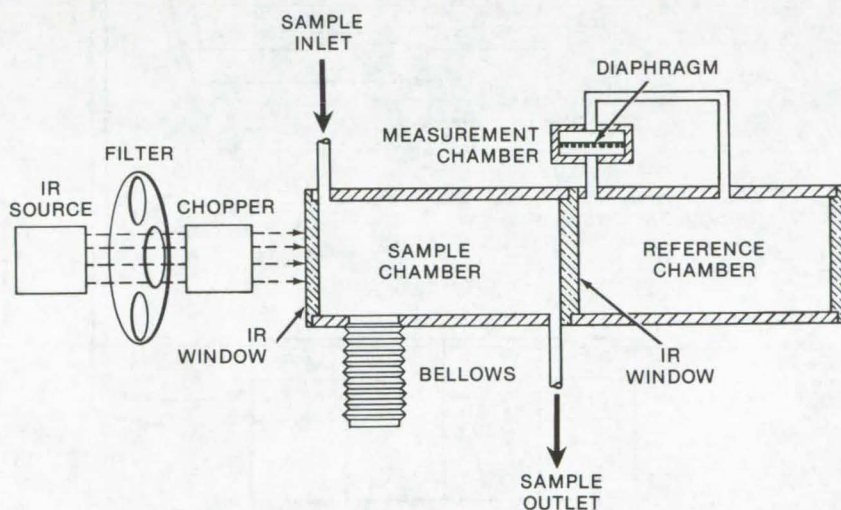 SAMPLE
INLET
DIAPHRAGM
MEASUREMENT
CHAMBER
FILTER
IR
SOURCE
CHOPPER
SAMPLE
CHAMBER
REFERENCE
CHAMBER
IR
WINDOW
BELLOWS
IR
WINDOW
SAMPLE
OUTLET